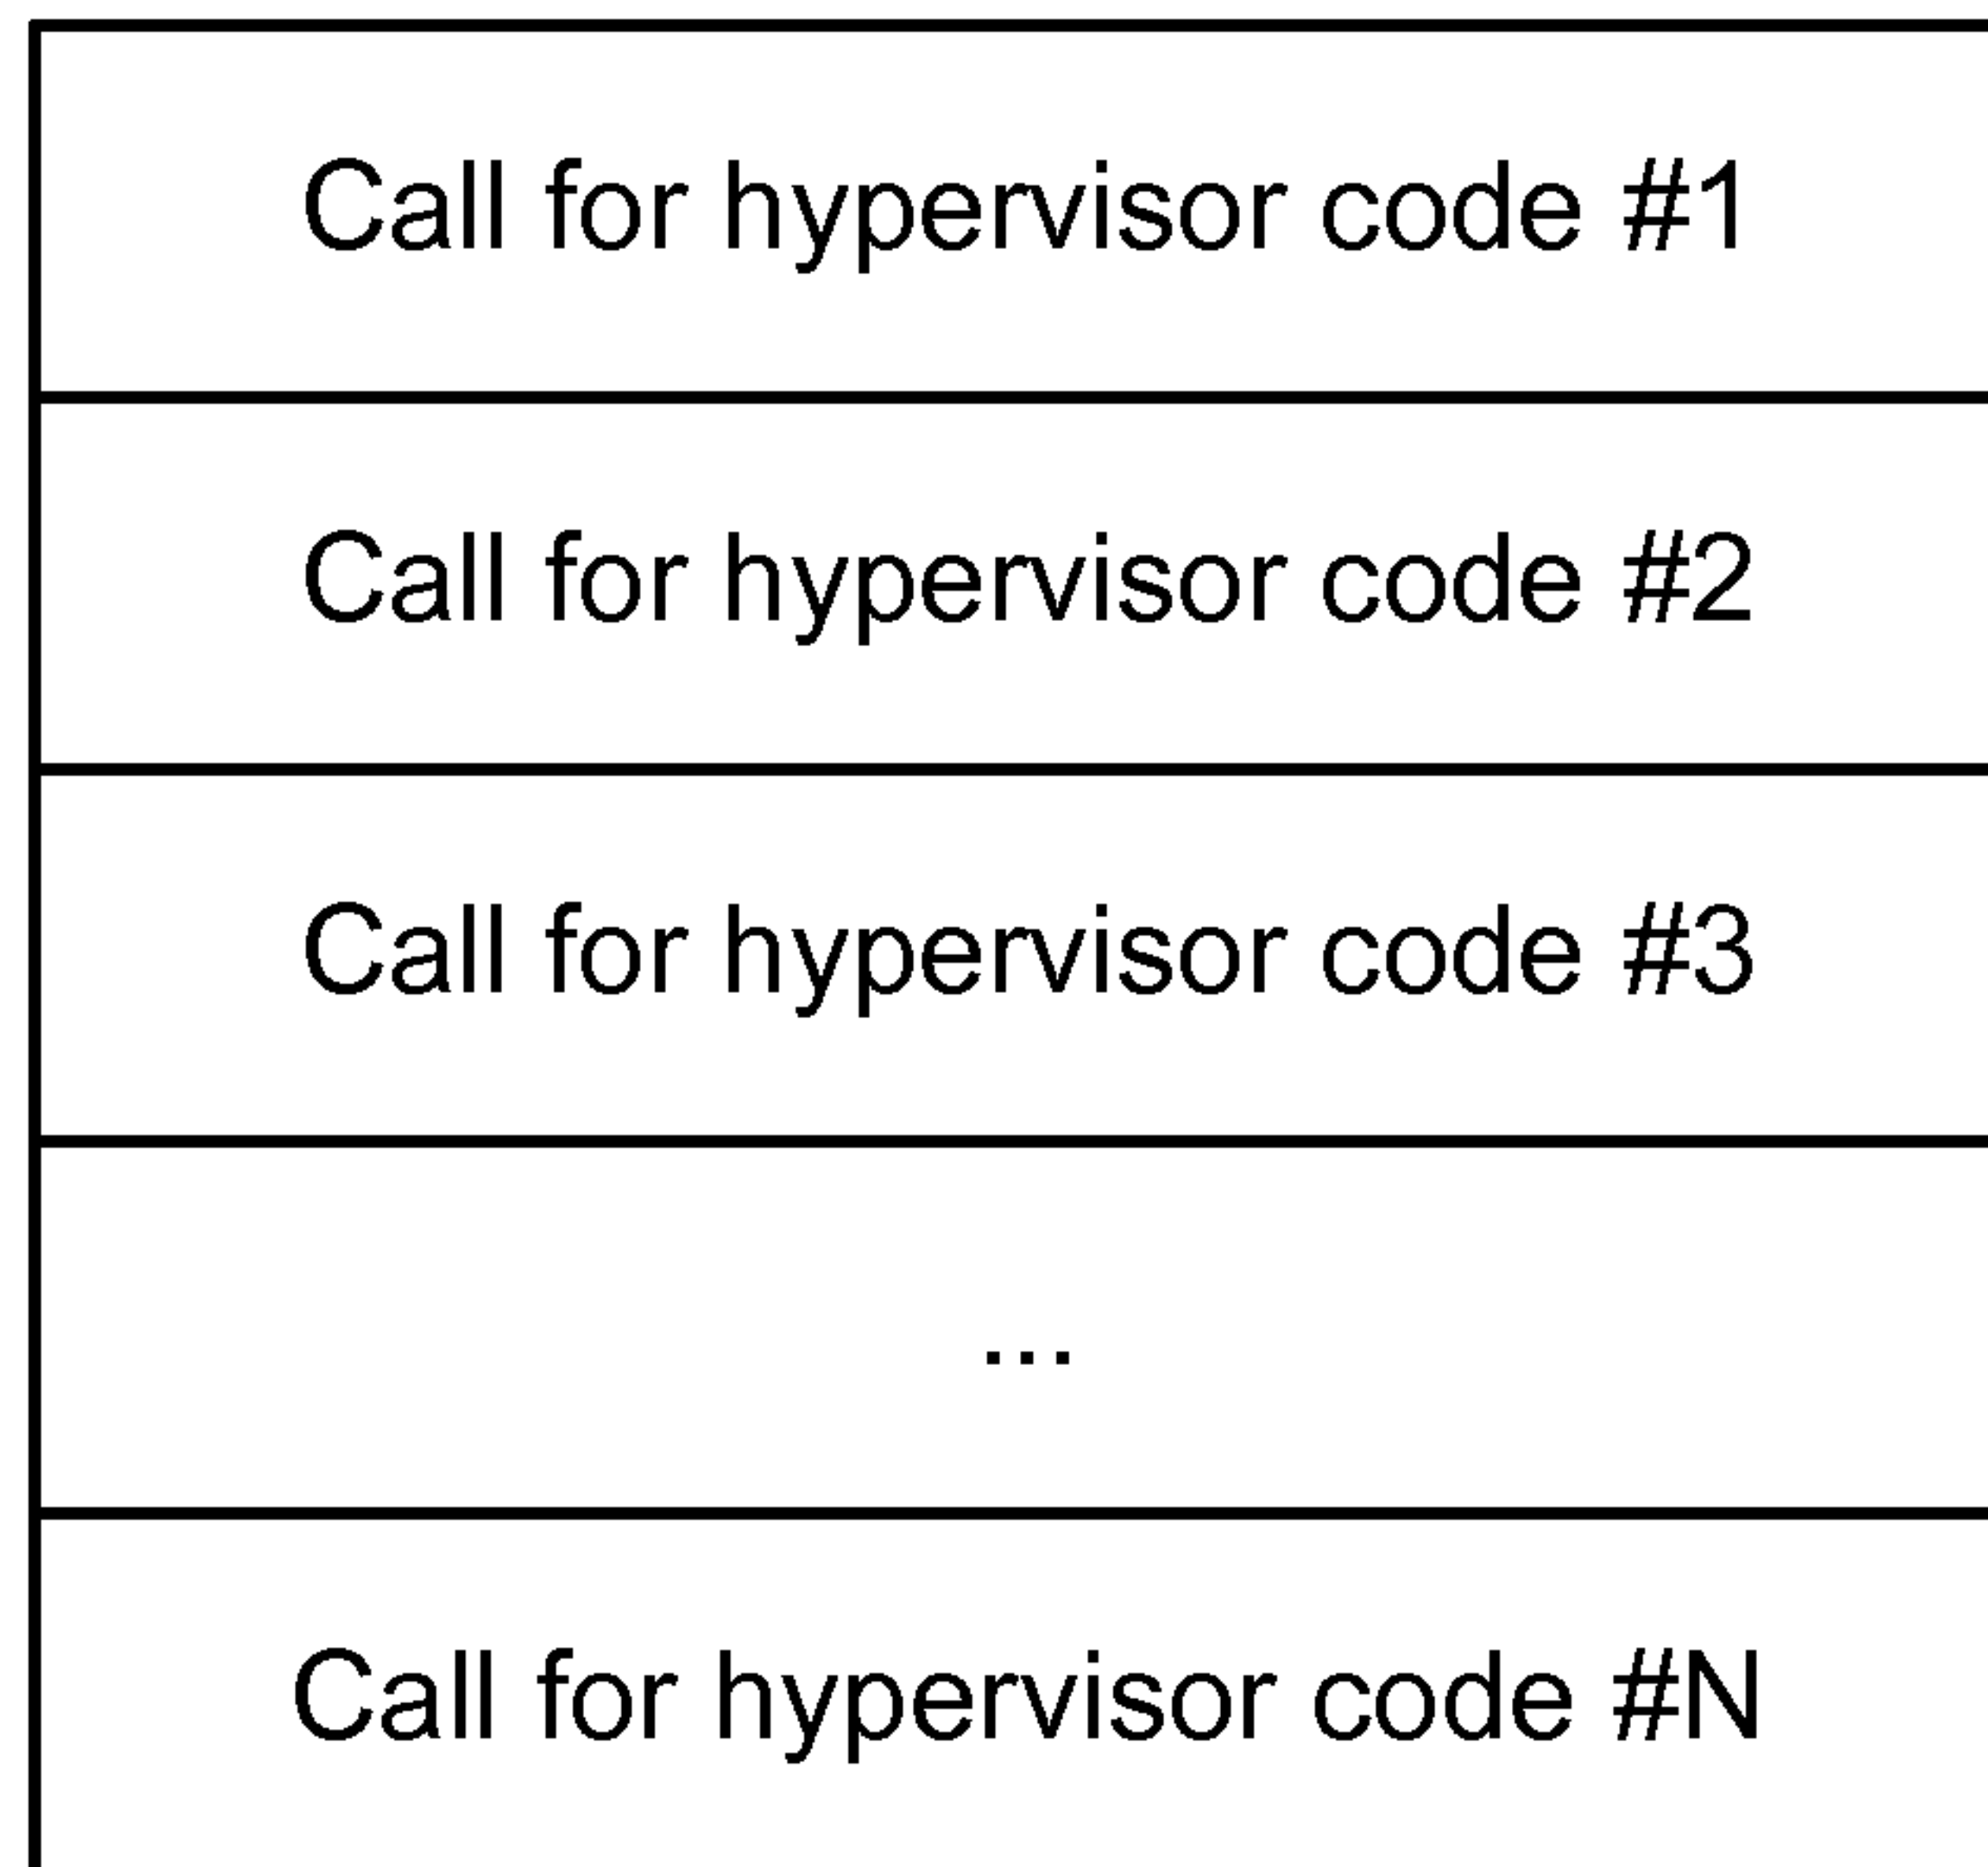 Call for hypervisor code #1
Call for hypervisor code #2
Call for hypervisor code #3
...
Call for hypervisor code #N